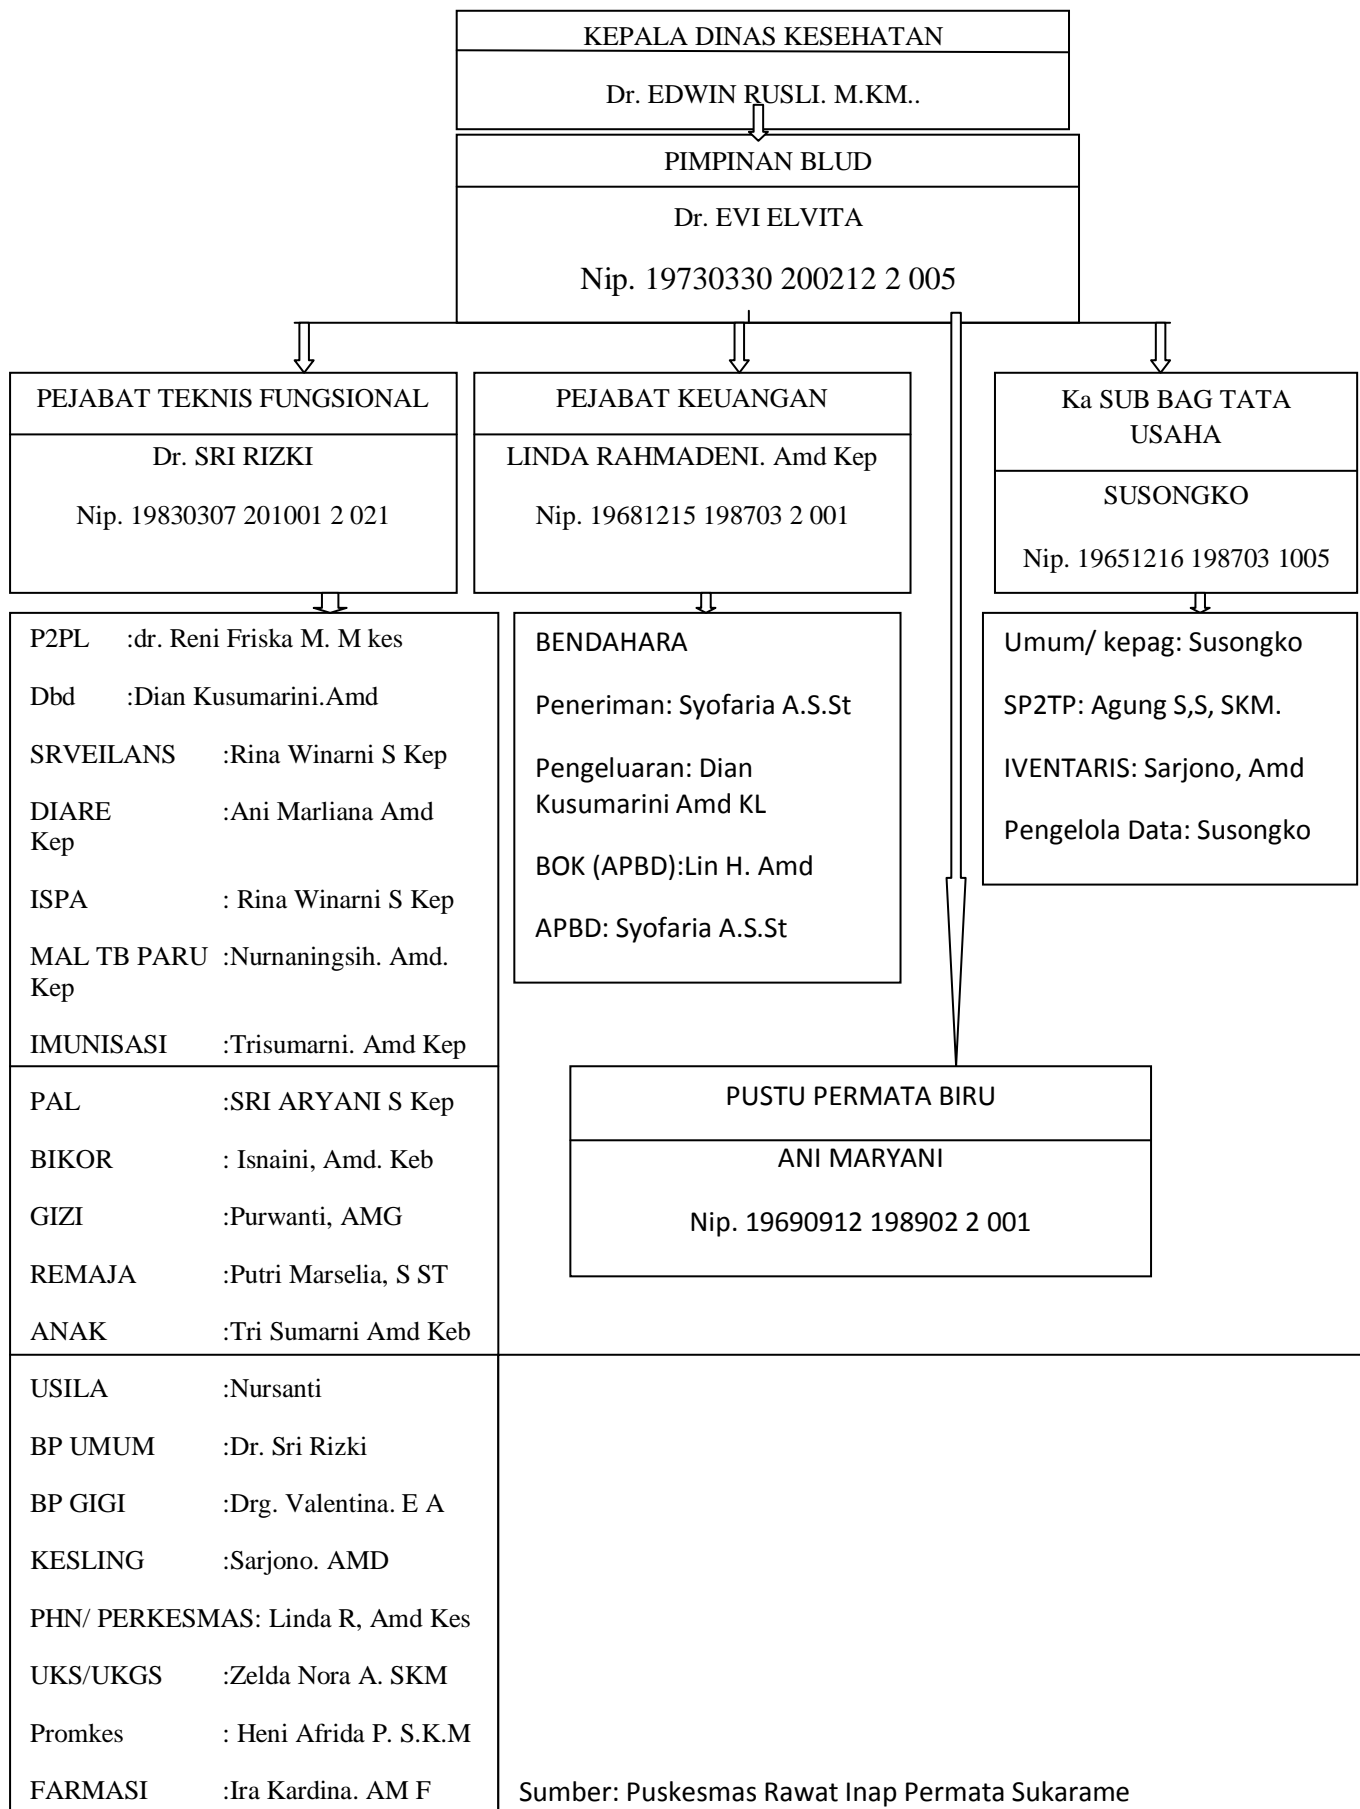 KEPALA DINAS KESEHATAN
Dr. EDWIN RUSLI. M.KM..
PIMPINAN BLUD
Dr. EVI ELVITA
Nip. 19730330 200212 2 005
PEJABAT TEKNIS FUNGSIONAL
Dr. SRI RIZKI
Nip. 19830307 201001 2 021
PEJABAT KEUANGAN
LINDA RAHMADENI. Amd Kep
Nip. 19681215 198703 2 001
Ka SUB BAG TATA
USAHA
SUSONGKO
Nip. 19651216 198703 1005
P2PL :dr. Reni Friska M. M kes
Dbd :Dian Kusumarini.Amd
SRVEILANS :Rina Winarni S Kep
DIARE :Ani Marliana Amd
Kep
ISPA : Rina Winarni S Kep
MAL TB PARU :Nurnaningsih. Amd.
Kep
IMUNISASI :Trisumarni. Amd Kep
PAL :SRI ARYANI S Kep
BIKOR : Isnaini, Amd. Keb
GIZI :Purwanti, AMG
REMAJA :Putri Marselia, S ST
ANAK :Tri Sumarni Amd Keb
USILA :Nursanti
BP UMUM :Dr. Sri Rizki
BP GIGI :Drg. Valentina. E A
KESLING :Sarjono. AMD
PHN/ PERKESMAS: Linda R, Amd Kes
UKS/UKGS :Zelda Nora A. SKM
Promkes : Heni Afrida P. S.K.M
FARMASI :Ira Kardina. AM F
BENDAHARA
Peneriman: Syofaria A.S.St
Pengeluaran: Dian
Kusumarini Amd KL
BOK (APBD):Lin H. Amd
APBD: Syofaria A.S.St
Umum/ kepag: Susongko
SP2TP: Agung S,S, SKM.
IVENTARIS: Sarjono, Amd
Pengelola Data: Susongko
PUSTU PERMATA BIRU
ANI MARYANI
Nip. 19690912 198902 2 001
Sumber: Puskesmas Rawat Inap Permata Sukarame